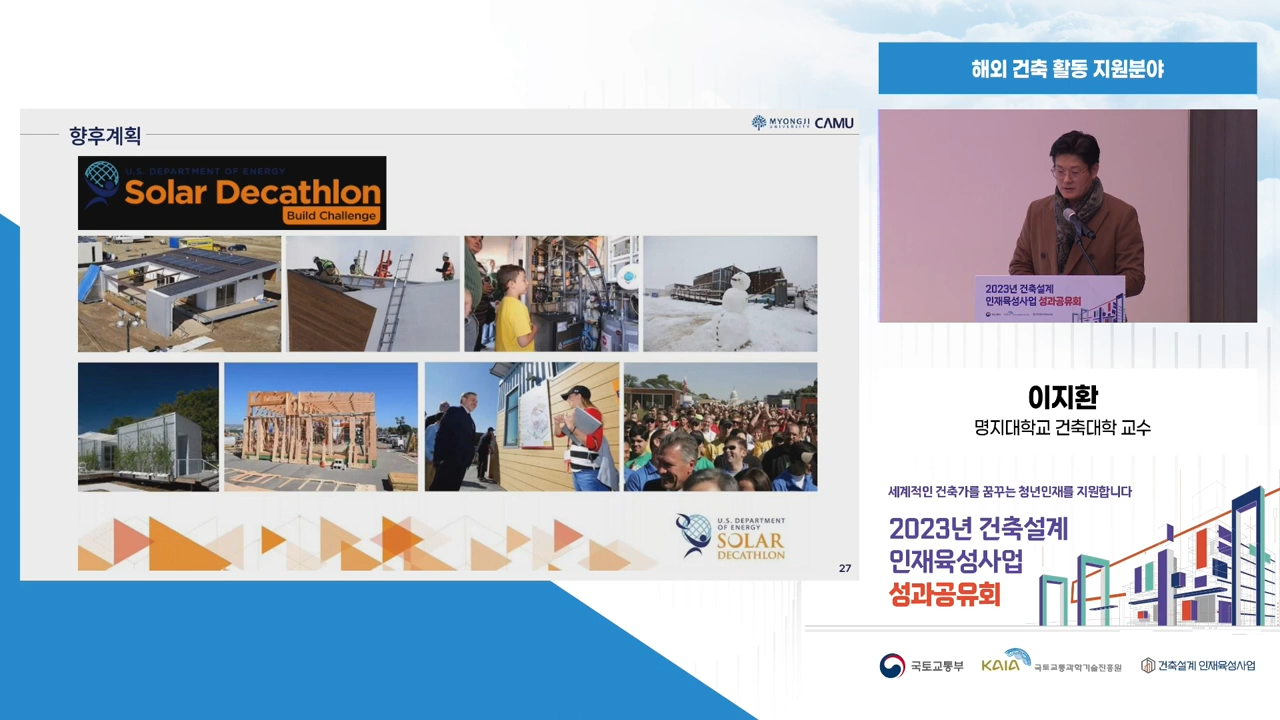 해외 건축 활동 지원분야
향후계획
MYONGJI
UNIVERSITY
CAMU
U.S. DEPARTMENT OF ENERGY
Solar Decathlon
Build Challenge
2023년 건축설계
인재육성사업 성과공유회
이지환
명지대학교 건축대학 교수
세계적인 건축가를 꿈꾸는 청년인재를 지원합니다
2023년 건축설계
인재육성사업
성과공유회
U.S. DEPARTMENT
OF ENERGY
SOLAR
DECATHLON
27
국토교통부
KAIA 국토교통과학기술진흥원
건축설계 인재육성사업